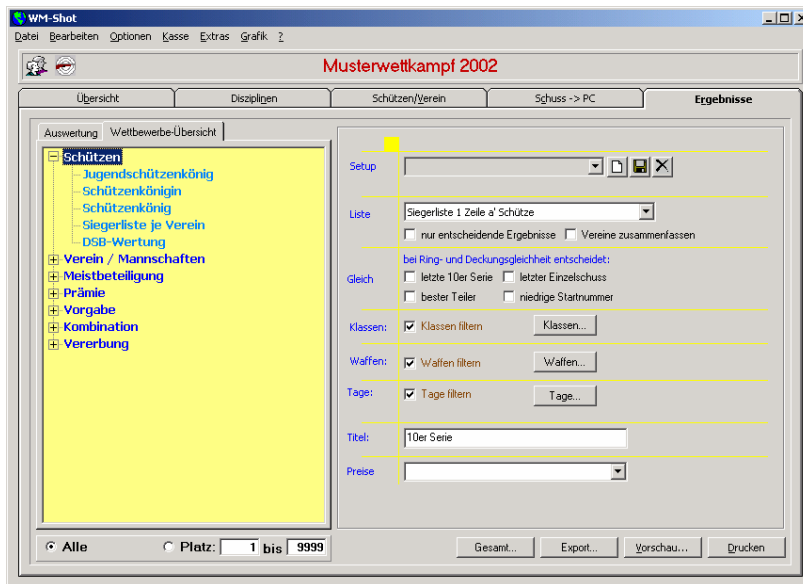 WM-Shot
Datei Bearbeiten Optionen Kasse Extras Grafik ?
Musterwettkampf 2002
Übersicht Disziplinen Schützen/Verein Schuss -> PC Ergebnisse
Auswertung Wettbewerbe-Übersicht
Schützen
Jugendschützenkönig
Schützenkönigin
Schützenkönig
Siegerliste je Verein
DSB-Wertung
Verein / Mannschaften
Meistbeteiligung
Prämie
Vorgabe
Kombination
Vererbung
Alle Platz: 1 bis 9999
Setup
Liste Siegerliste 1 Zeile a' Schütze
nur entscheidende Ergebnisse Vereine zusammenfassen
bei Ring- und Deckungsgleichheit entscheidet:
Gleich letzte 10er Serie letzter Einzelschuss
bester Teiler niedrige Startnummer
Klassen: Klassen filtern Klassen...
Waffen: Waffen filtern Waffen...
Tage: Tage filtern Tage...
Titel: 10er Serie
Preise
Gesamt... Export... Vorschau... Drucken